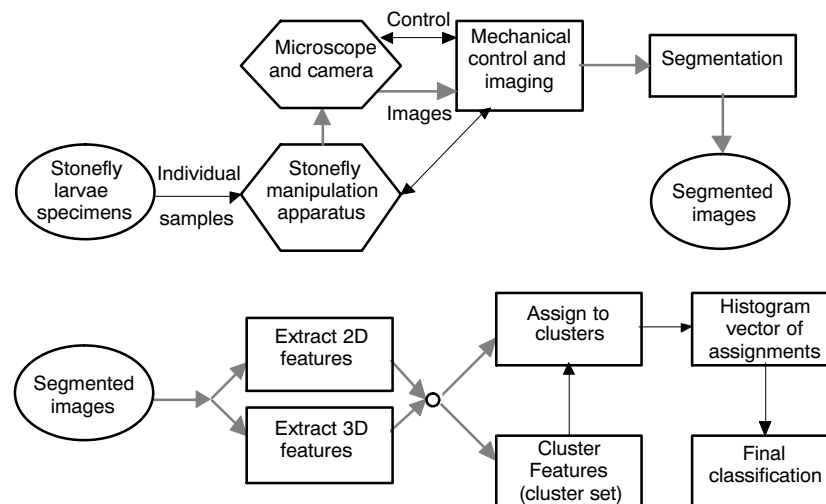 Control
Microscope
and camera
Mechanical
control and
imaging
Segmentation
Images
Stonefly
larvae
specimens
Individual
samples
Stonefly
manipulation
apparatus
Segmented
images
Segmented
images
Extract 2D
features
Extract 3D
features
Assign to
clusters
Histogram
vector of
assignments
Cluster
Features
(cluster set)
Final
classification